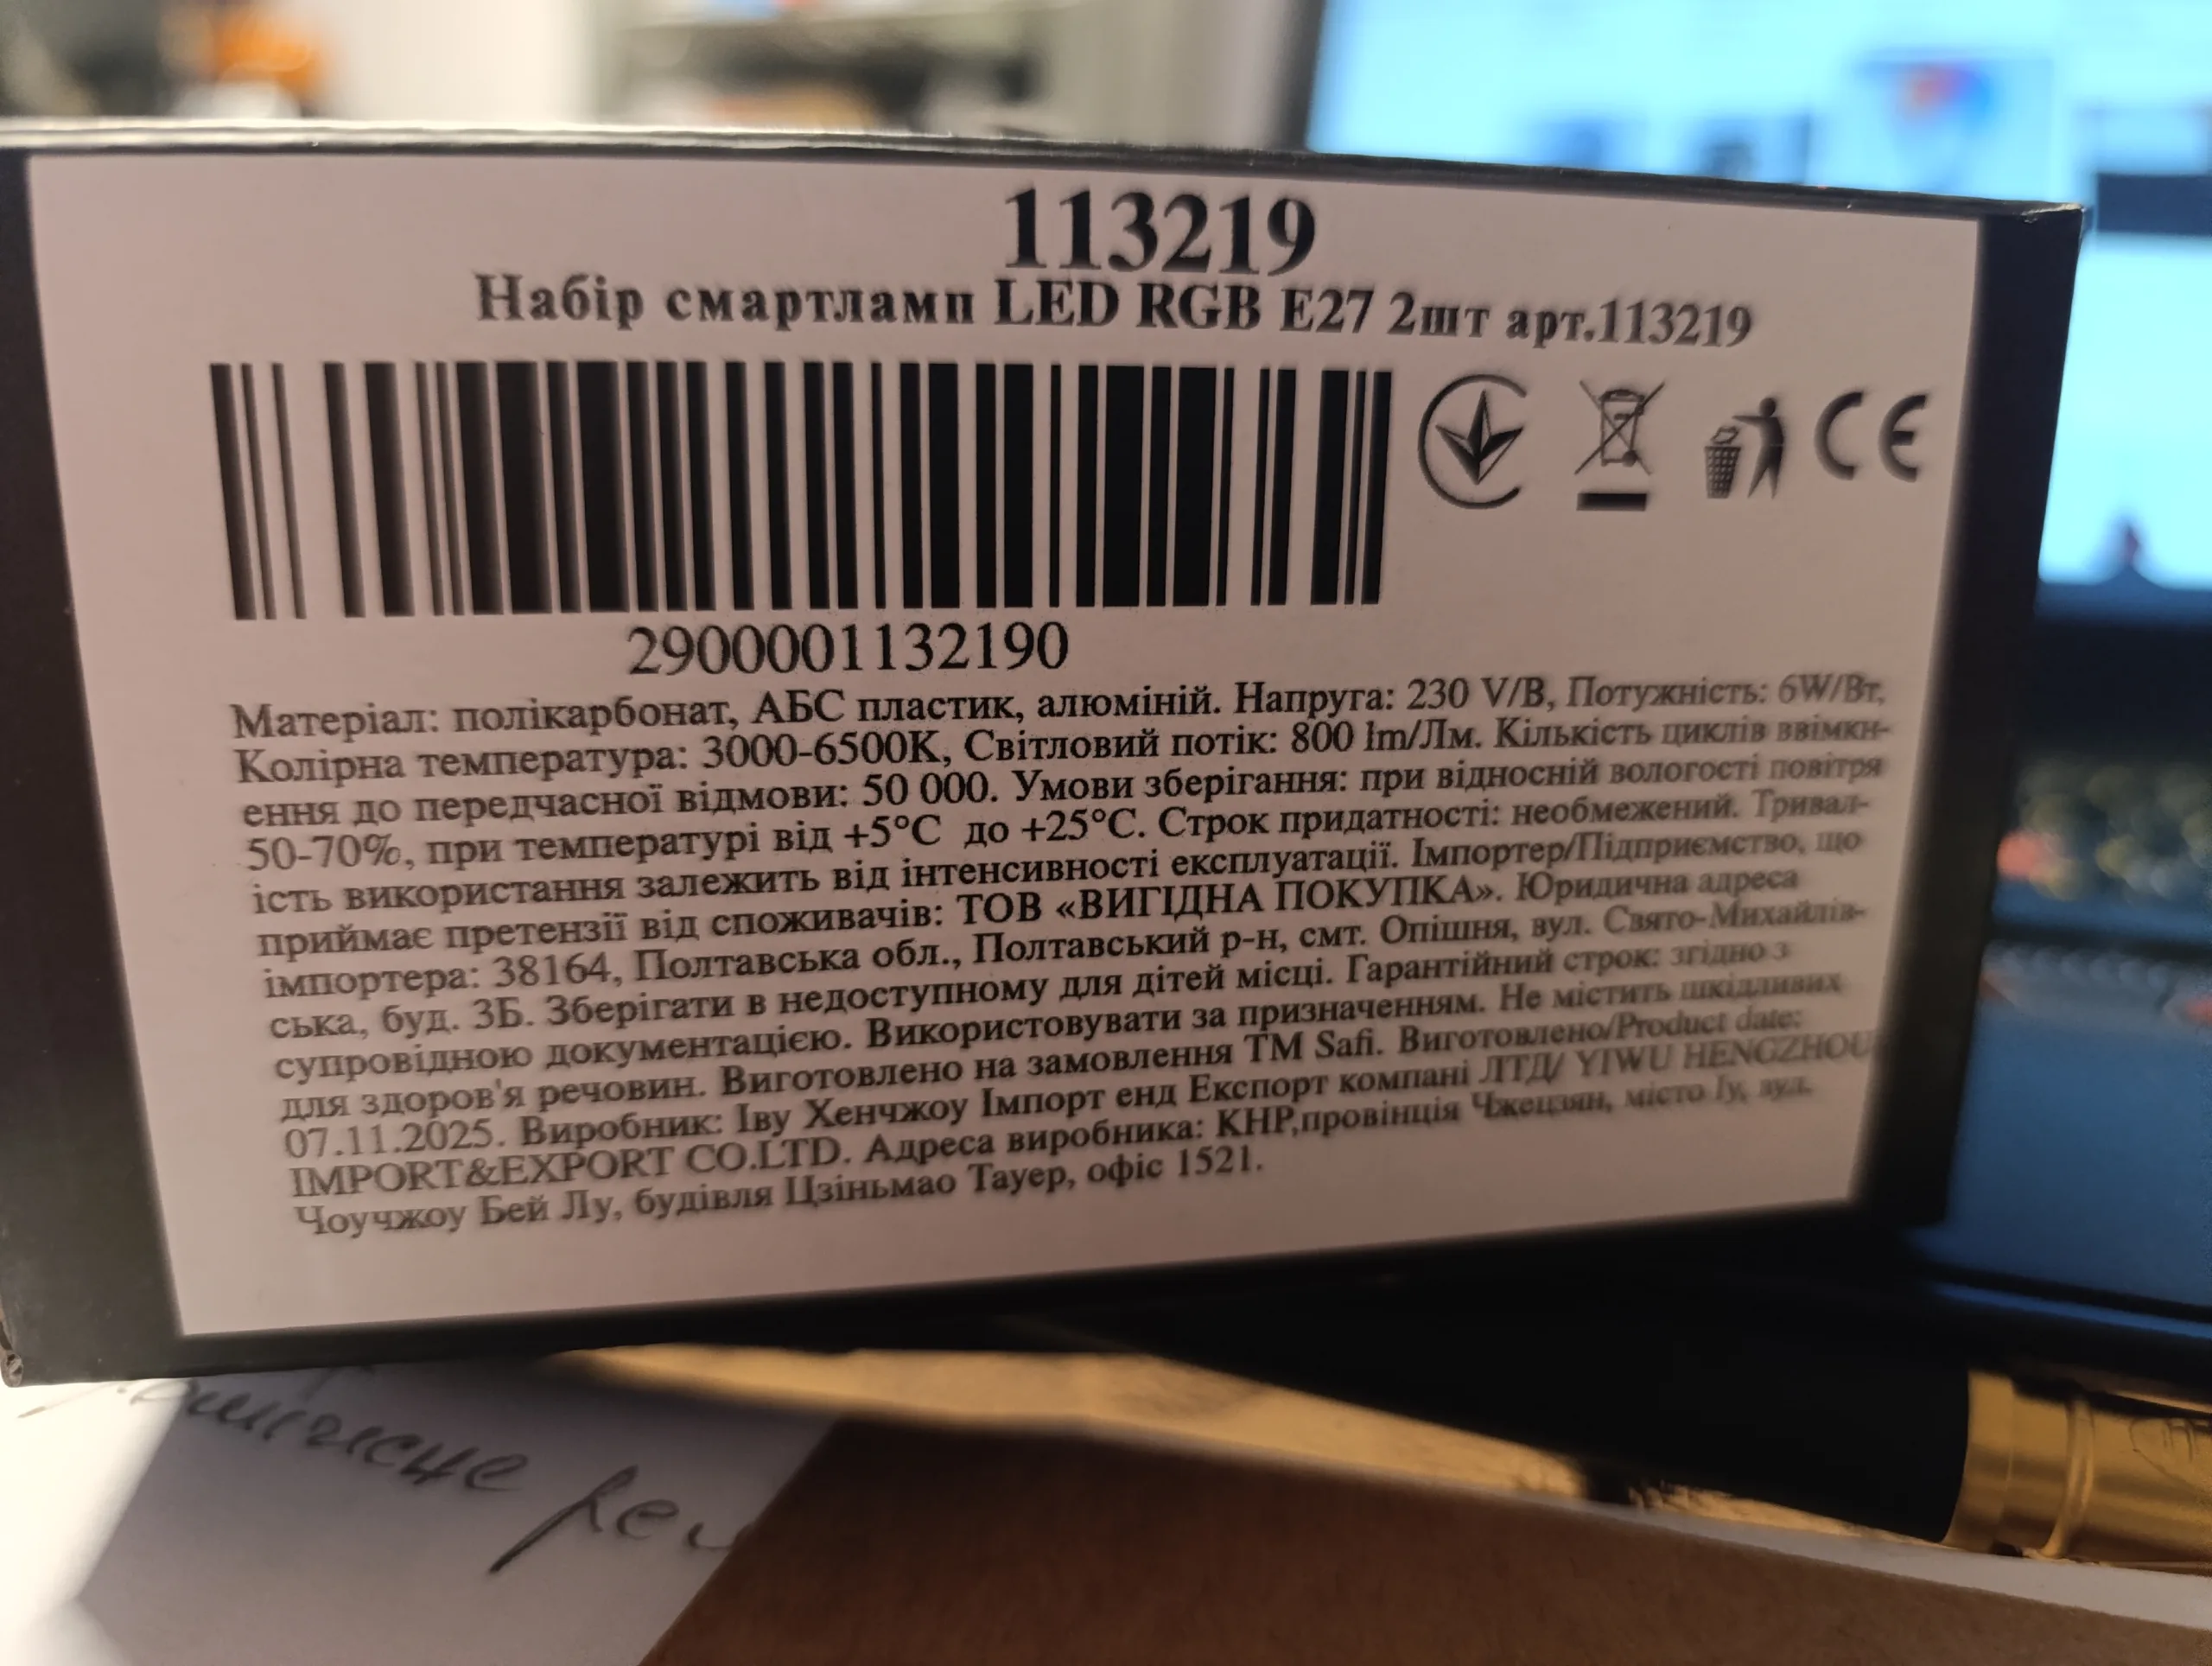 113219
Набір смартламп LED RGB E27 2шт арт.113219
CE
2900001132190
Матеріал: полікарбонат, АБС пластик, алюміній. Напруга: 230 V/В, Потужність: 6W/Вт,
Колірна температура: 3000-6500K, Світловий потік: 800 lm/Лм. Кількість циклів ввімкн-
ення до передчасної відмови: 50 000. Умови зберігання: при відносній вологості повітря
50-70%, при температурі від +5°C до +25°C. Строк придатності: необмежений. Тривал-
ість використання залежить від інтенсивності експлуатації. Імпортер/Підприємство, що
приймає претензії від споживачів: ТОВ «ВИГІДНА ПОКУПКА». Юридична адреса
імпортера: 38164, Полтавська обл., Полтавський р-н, смт. Опішня, вул. Свято-Михайлів-
ська, буд. 3Б. Зберігати в недоступному для дітей місці. Гарантійний строк: згідно з
супровідною документацією. Використовувати за призначенням. Не містить шкідливих
для здоров'я речовин. Виготовлено на замовлення ТМ Safi. Виготовлено/Product date:
07.11.2025. Виробник: Іву Хенчжоу Імпорт енд Експорт компані ЛТД/ YIWU HENGZHOU
IMPORT&EXPORT CO.LTD. Адреса виробника: КНР,провінція Чжецзян, місто Іу, вул.
Чоучжоу Бей Лу, будівля Цзіньмао Тауер, офіс 1521.